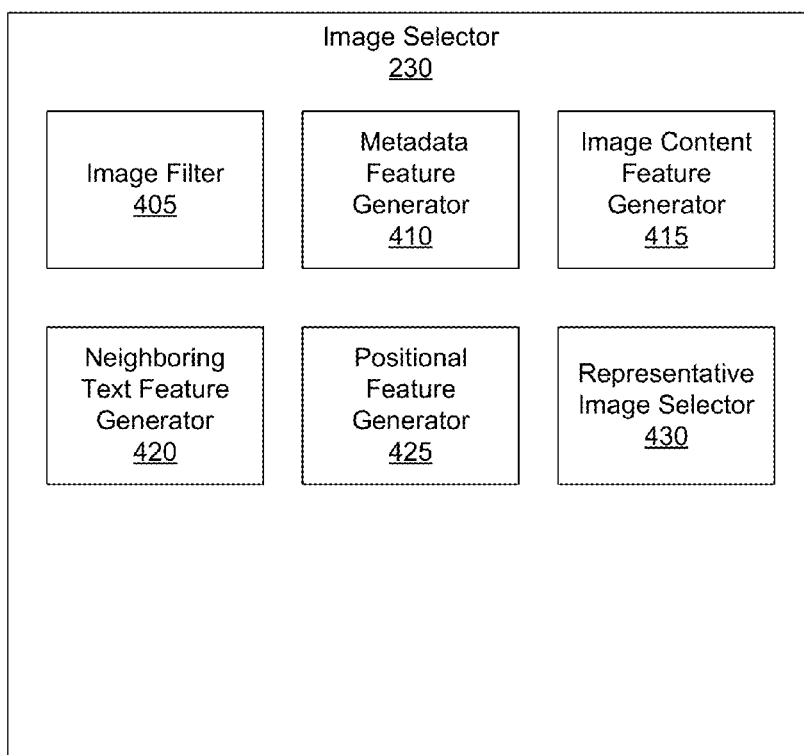 Image Selector
230
Image Filter
405
Metadada
Feature
Generator
410
Image Content
Feature
Generator
415
Neighboring
Text Feature
Generator
420
Positional
Feature
Generator
425
Representative
Image Selector
430